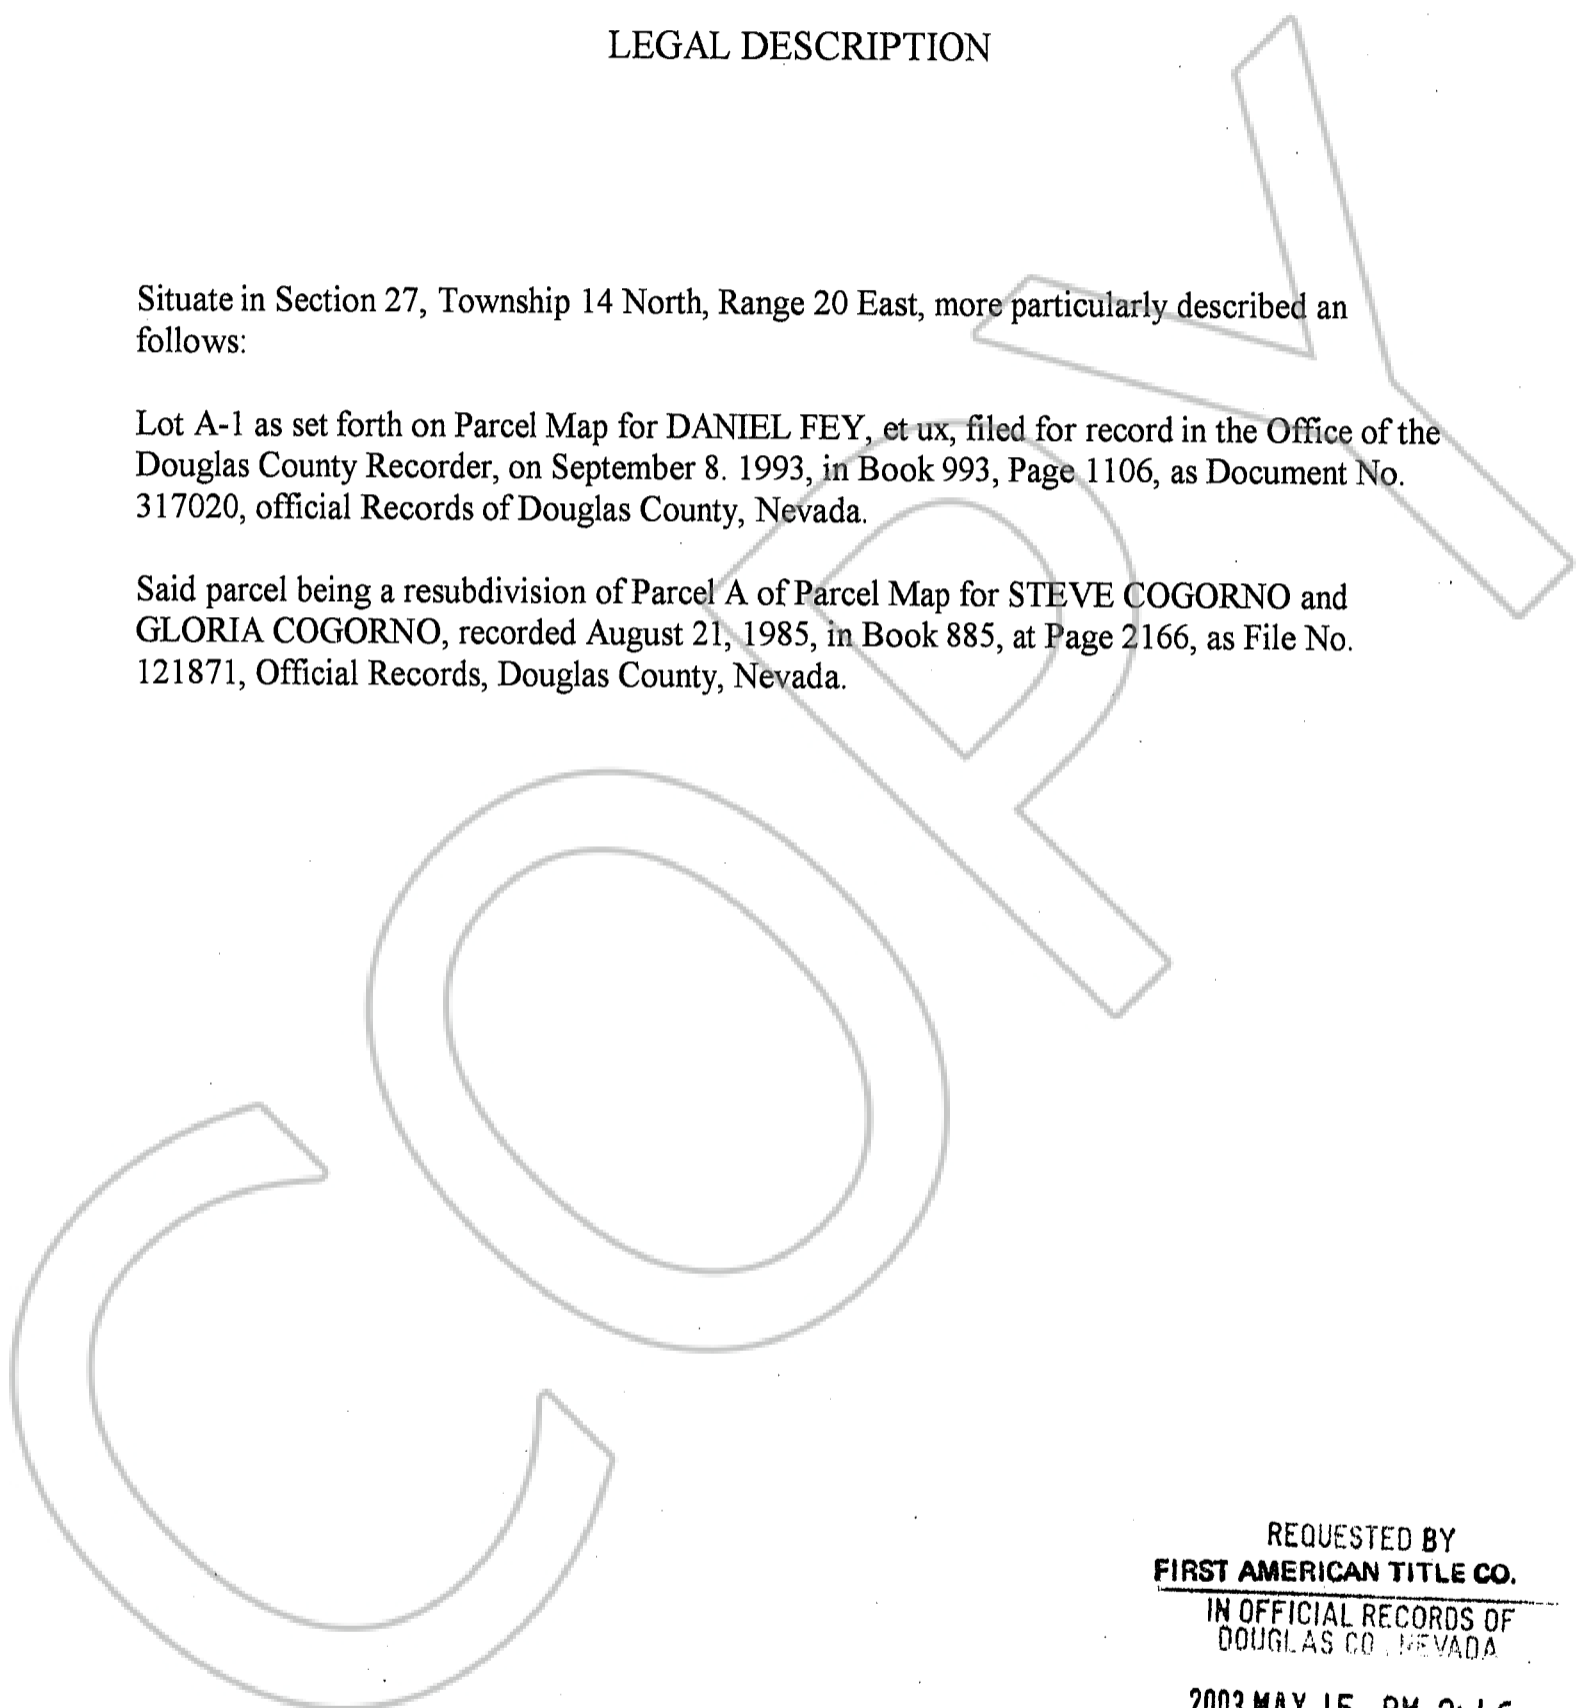 LEGAL DESCRIPTION
Situate in Section 27, Township 14 North, Range 20 East, more particularly described an
follows:
Lot A-1 as set forth on Parcel Map for DANIEL FEY, et ux, filed for record in the Office of the
Douglas County Recorder, on September 8. 1993, in Book 993, Page 1106, as Document No.
317020, official Records of Douglas County, Nevada.
Said parcel being a resubdivision of Parcel A of Parcel Map for STEVE COGORNO and
GLORIA COGORNO, recorded August 21, 1985, in Book 885, at Page 2166, as File No.
121871, Official Records, Douglas County, Nevada.
COPY
REQUESTED BY
FIRST AMERICAN TITLE CO.
IN OFFICIAL RECORDS OF
DOUGLAS CO., NEVADA
2003 MAY 15 PM